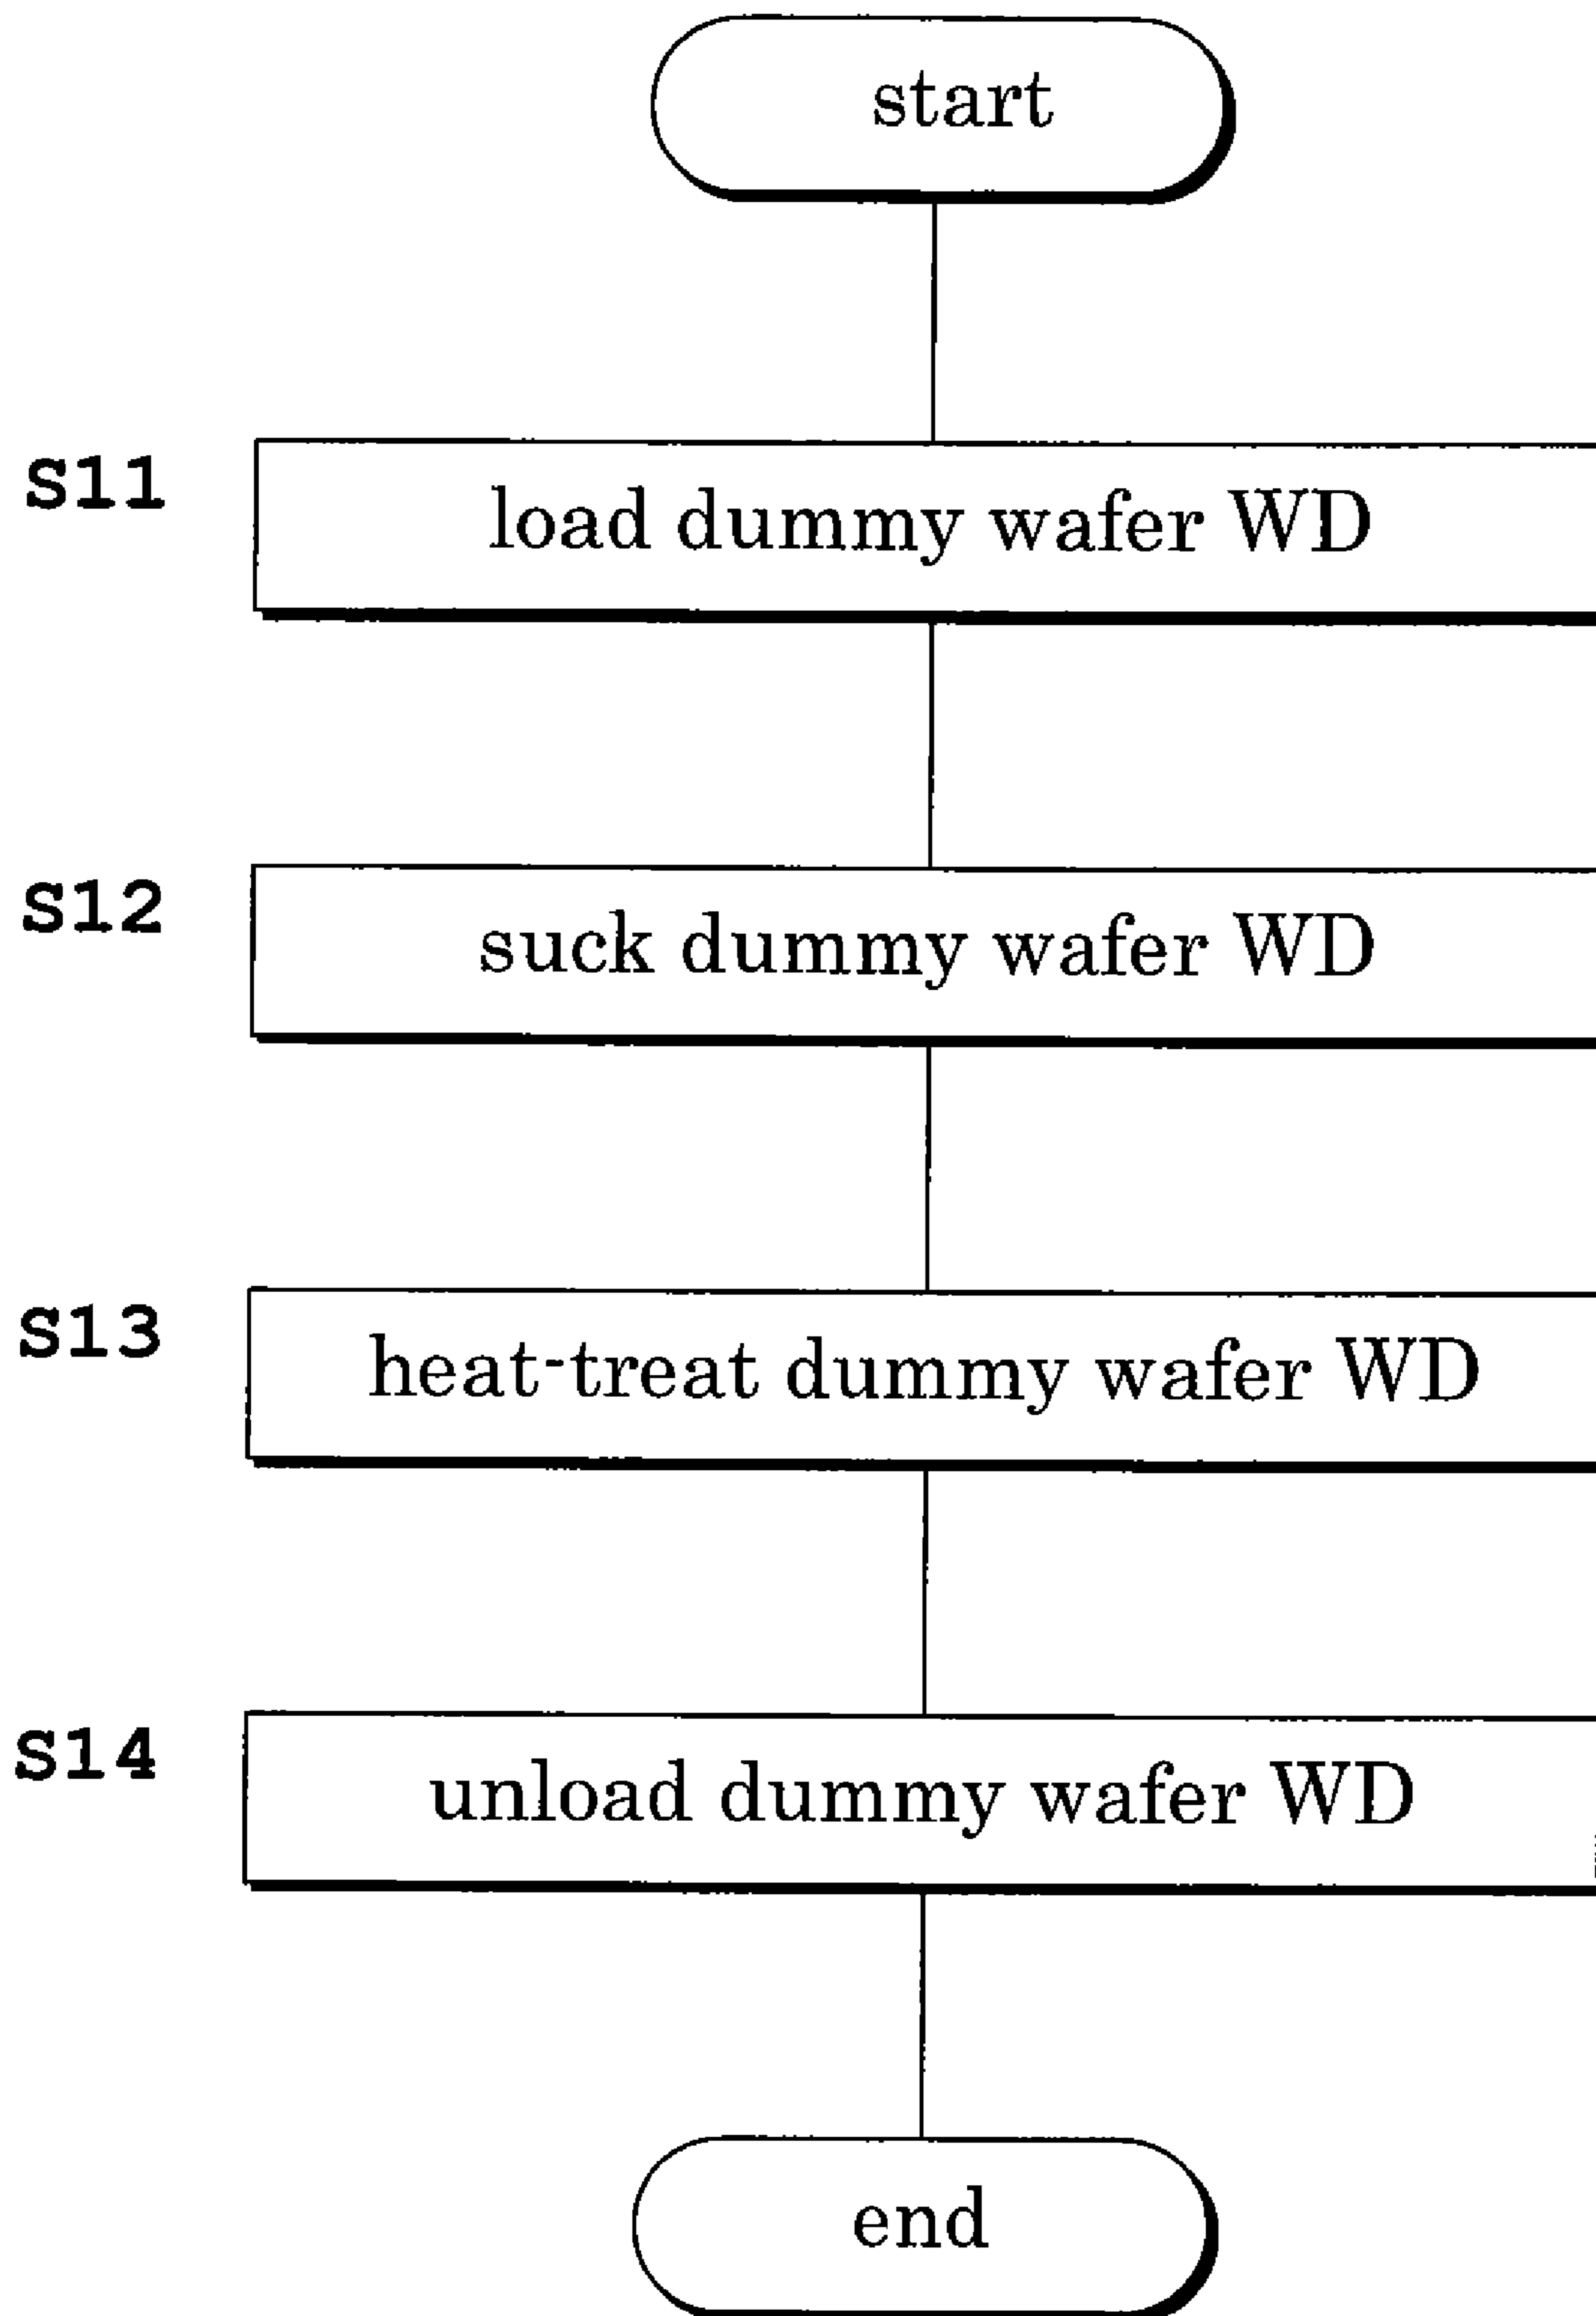 start
S11 load dummy wafer WD
S12 suck dummy wafer WD
S13 heat-treat dummy wafer WD
S14 unload dummy wafer WD
end